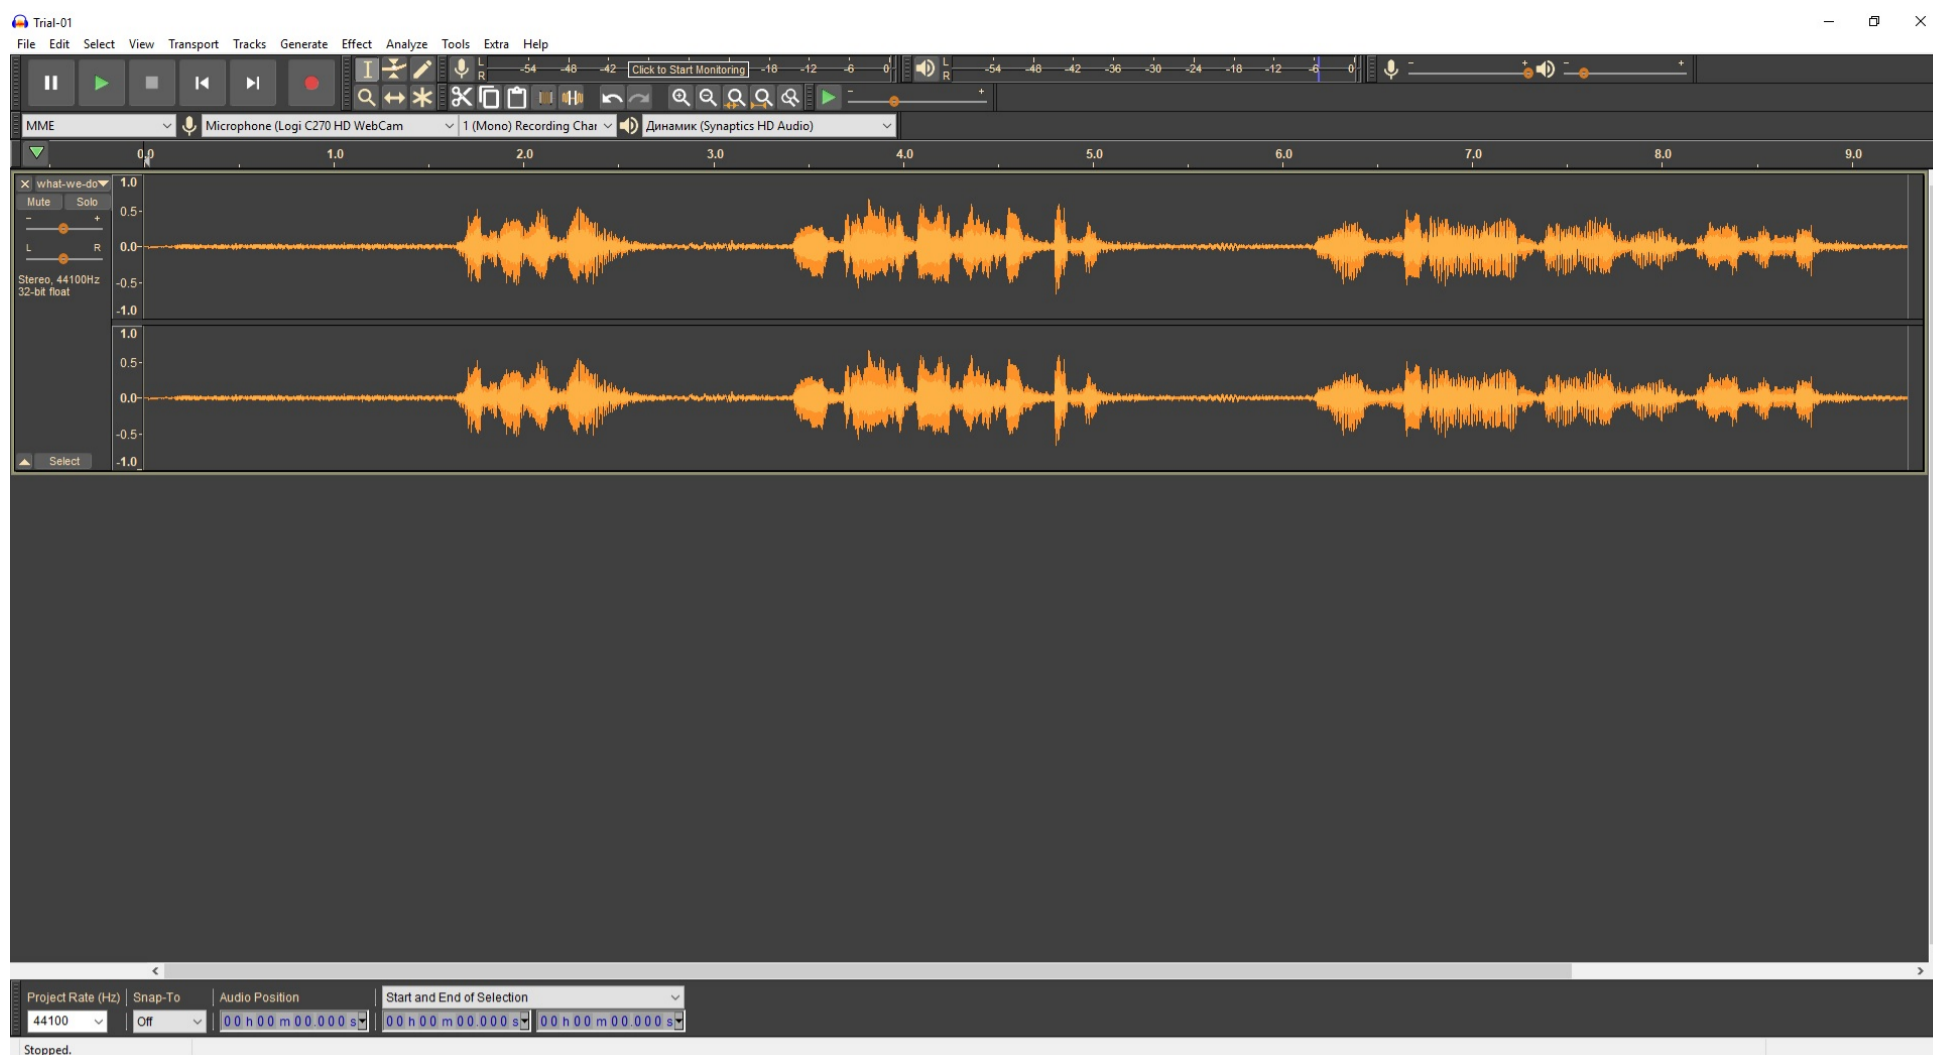 Trial-01
File Edit Select View Transport Tracks Generate Effect Analyze Tools Extra Help
L R -54 -48 -42 Click to Start Monitoring -18 -12 -6 0 L R -54 -48 -42 -36 -30 -24 -18 -12 -6 0 - + - +
- +
MME Microphone (Logi C270 HD WebCam 1 (Mono) Recording Char Динамик (Synaptics HD Audio)
0.0 1.0 2.0 3.0 4.0 5.0 6.0 7.0 8.0 9.0
what-we-do 1.0
Mute Solo
- + 0.5-
L R 0.0-
Stereo, 44100Hz -0.5-
32-bit float
-1.0
1.0
0.5-
0.0-
-0.5-
Select -1.0
Project Rate (Hz) Snap-To Audio Position Start and End of Selection
44100 Off 00 h 00 m 00.000 s 00 h 00 m 00.000 s 00 h 00 m 00.000 s
Stopped.